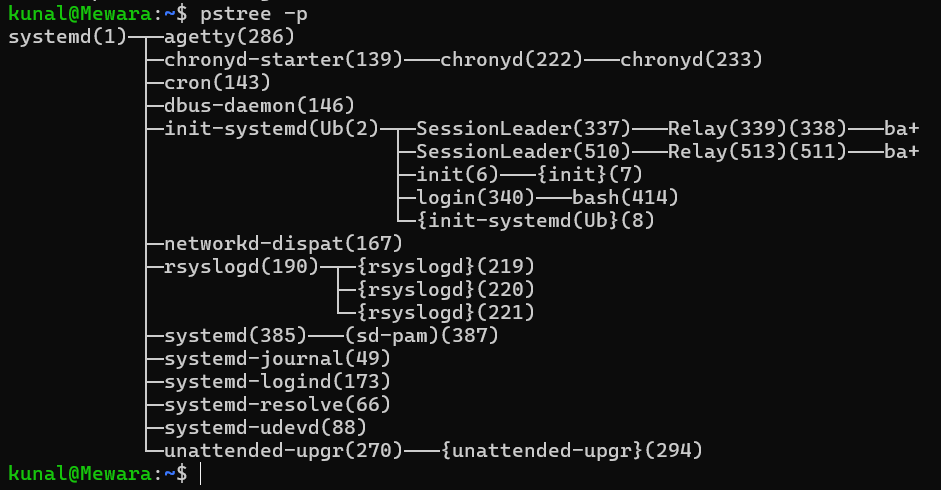 kunal@Mewara:~$ pstree -p
systemd(1)─┬─agetty(286)
           ├─chronyd-starter(139)───chronyd(222)───chronyd(233)
           ├─cron(143)
           ├─dbus-daemon(146)
           ├─init-systemd(Ub(2)─┬─SessionLeader(337)───Relay(339)(338)───ba+
           │                    ├─SessionLeader(510)───Relay(513)(511)───ba+
           │                    ├─init(6)───{init}(7)
           │                    ├─login(340)───bash(414)
           │                    └─{init-systemd(Ub}(8)
           ├─networkd-dispat(167)
           ├─rsyslogd(190)─┬─{rsyslogd}(219)
           │               ├─{rsyslogd}(220)
           │               └─{rsyslogd}(221)
           ├─systemd(385)───(sd-pam)(387)
           ├─systemd-journal(49)
           ├─systemd-logind(173)
           ├─systemd-resolve(66)
           ├─systemd-udevd(88)
           └─unattended-upgr(270)───{unattended-upgr}(294)
kunal@Mewara:~$